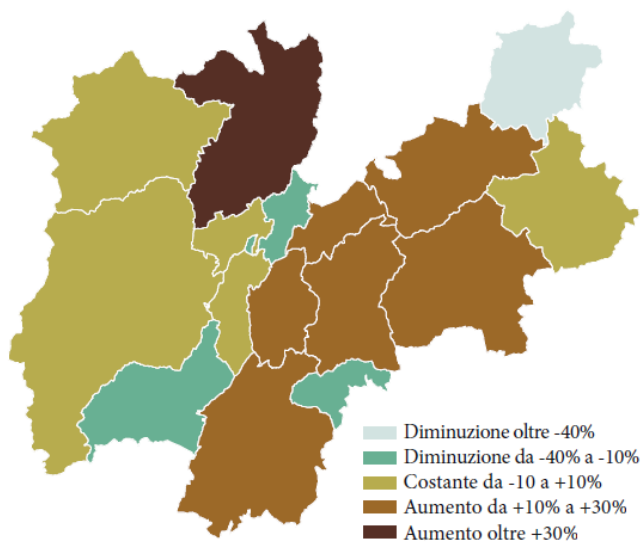 Diminuzione oltre -40%
Diminuzione da -40% a -10%
Costante da -10 a +10%
Aumento da +10% a +30%
Aumento oltre +30%